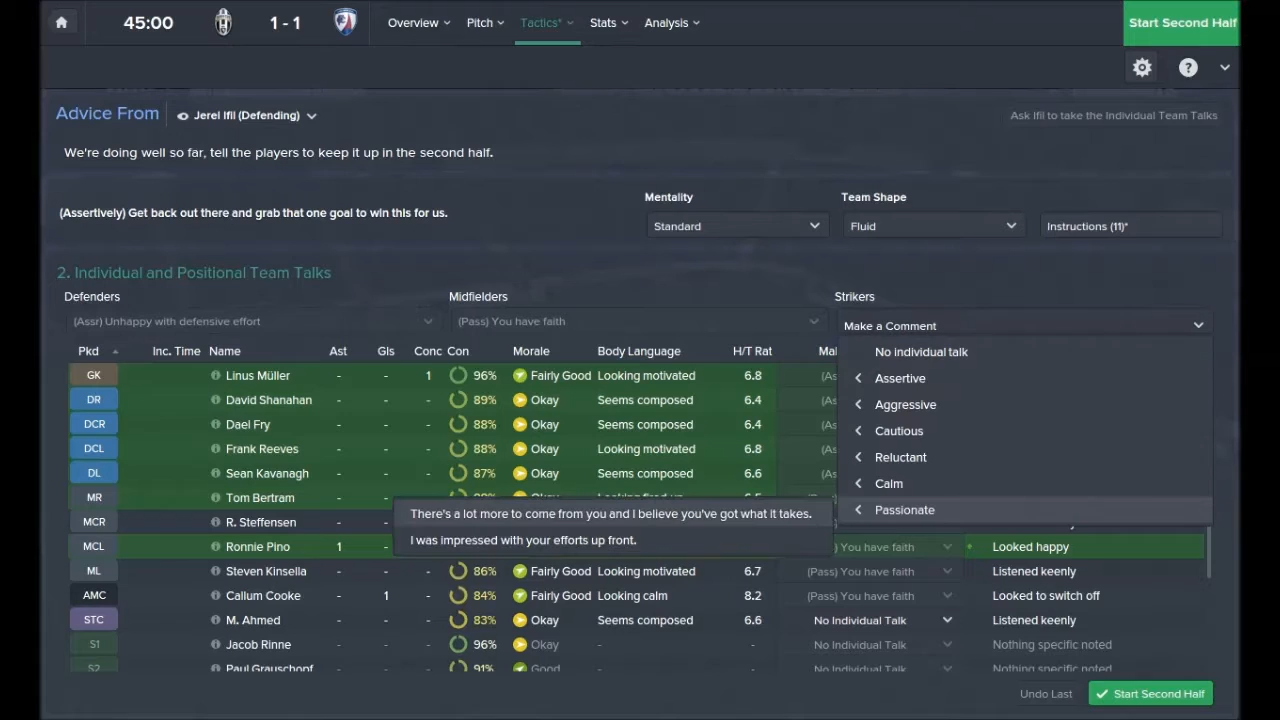 45:00 1 - 1 Overview Pitch Tactics* Stats Analysis Start Second Half
?
Advice From Jerel Ifil (Defending) Ask Ifil to take the Individual Team Talks
We're doing well so far, tell the players to keep it up in the second half.
Mentality Team Shape
(Assertively) Get back out there and grab that one goal to win this for us.
Standard Fluid Instructions (11)*
2. Individual and Positional Team Talks
Defenders Midfielders Strikers
(Assr) Unhappy with defensive effort (Pass) You have faith Make a Comment
Pkd Inc. Time Name Ast Gls Conc Con Morale Body Language H/T Rat No individual talk
GK Linus Müller - - 1 96% Fairly Good Looking motivated 6.8 Assertive
DR David Shanahan - - - 89% Okay Seems composed 6.4 Aggressive
DCR Dael Fry - - - 88% Okay Seems composed 6.4 Cautious
DCL Frank Reeves - - - 88% Okay Looking motivated 6.8 Reluctant
DL Sean Kavanagh - - - 87% Okay Seems composed 6.6 Calm
MR Tom Bertram - - - Okay Passionate
There's a lot more to come from you and I believe you've got what it takes.
MCR R. Steffensen
I was impressed with your efforts up front.
MCL Ronnie Pino 1 - You have faith Looked happy
ML Steven Kinsella - - - 86% Fairly Good Looking motivated 6.7 (Pass) You have faith Listened keenly
AMC Callum Cooke - 1 - 84% Fairly Good Looking calm 8.2 (Pass) You have faith Looked to switch off
STC M. Ahmed - - - 83% Okay Seems composed 6.6 No Individual Talk Listened keenly
S1 Jacob Rinne - - - 96% Okay - - No Individual Talk Nothing specific noted
S2 Paul Grauschopf - - - 91% Good - - No Individual Talk Nothing specific noted
Undo Last Start Second Half